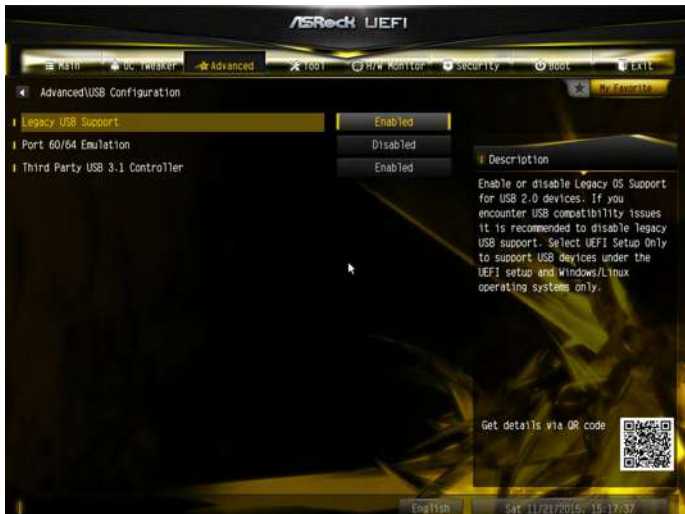 ASRock UEFI
Main OC Tweaker Advanced Tool H/W Monitor Security Boot Exit
Advanced\USB Configuration
My Favorite
Legacy USB Support Enabled
Port 60/64 Emulation Disabled
Third Party USB 3.1 Controller Enabled
Description
Enable or disable Legacy OS Support
for USB 2.0 devices. If you
encounter USB compatibility issues
it is recommended to disable legacy
USB support. Select UEFI Setup Only
to support USB devices under the
UEFI setup and Windows/Linux
operating systems only.
Get details via QR code
English Sat 11/21/2015, 15:17:37